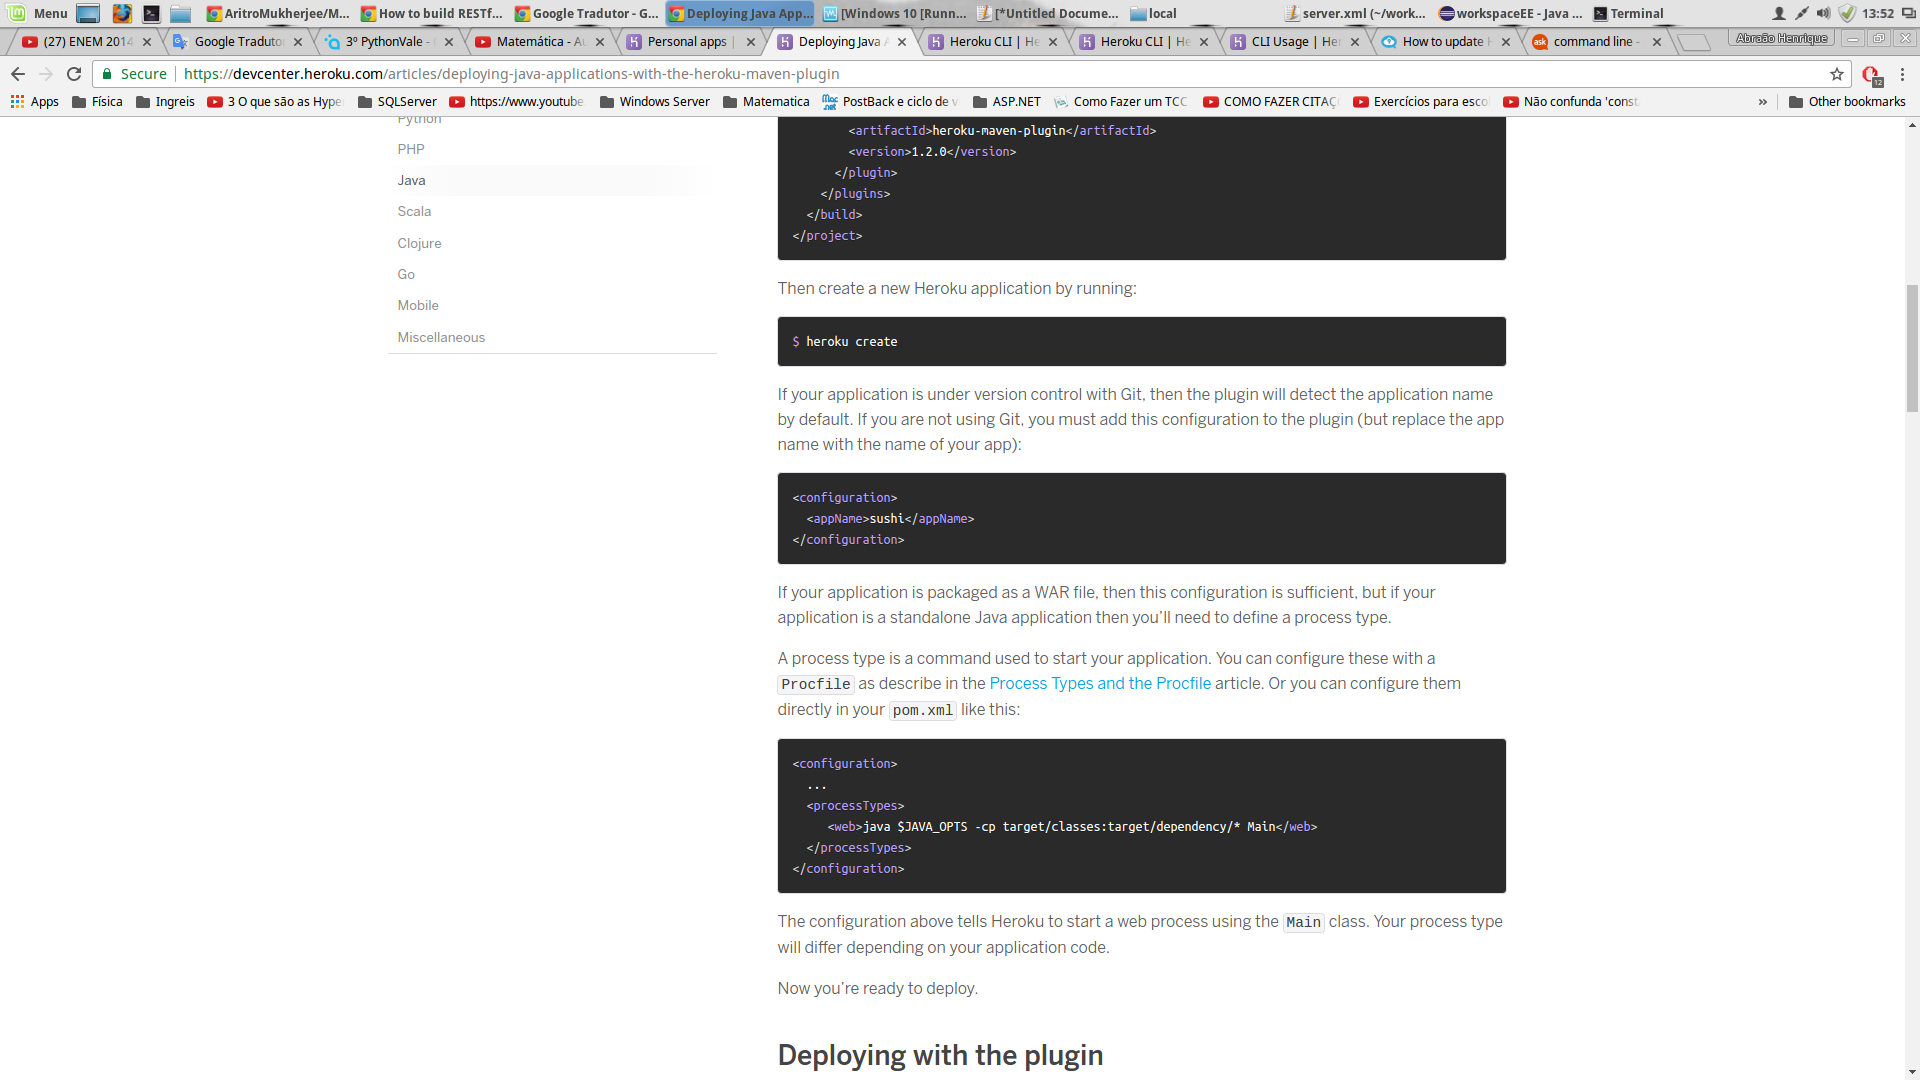 Menu
AritroMukherjee/M...
How to build RESTf...
Google Tradutor - G...
Deploying Java App...
[Windows 10 [Runn...
[*Untitled Docume...
local
server.xml (~/work...
workspaceEE - Java ...
Terminal
13:52
(27) ENEM 2014
Google Traduto
3º PythonVale -
Matemática - Au
Personal apps |
Deploying Java A
Heroku CLI | He
Heroku CLI | He
CLI Usage | Her
How to update H
command line -
Abraão Henrique
Secure
https://devcenter.heroku.com/articles/deploying-java-applications-with-the-heroku-maven-plugin
12
Apps
Física
Ingreis
3 O que são as Hype
SQLServer
https://www.youtube
Windows Server
Matematica
PostBack e ciclo de v
ASP.NET
Como Fazer um TCC
COMO FAZER CITAÇ
Exercícios para esco
Não confunda 'const
»
Other bookmarks
Python
PHP
Java
Scala
Clojure
Go
Mobile
Miscellaneous
<artifactId>heroku-maven-plugin</artifactId>
<version>1.2.0</version>
</plugin>
</plugins>
</build>
</project>
Then create a new Heroku application by running:
$ heroku create
If your application is under version control with Git, then the plugin will detect the application name
by default. If you are not using Git, you must add this configuration to the plugin (but replace the app
name with the name of your app):
<configuration>
<appName>sushi</appName>
</configuration>
If your application is packaged as a WAR file, then this configuration is sufficient, but if your
application is a standalone Java application then you'll need to define a process type.
A process type is a command used to start your application. You can configure these with a
Procfile as describe in the Process Types and the Procfile article. Or you can configure them
directly in your pom.xml like this:
<configuration>
...
<processTypes>
<web>java $JAVA_OPTS -cp target/classes:target/dependency/* Main</web>
</processTypes>
</configuration>
The configuration above tells Heroku to start a web process using the Main class. Your process type
will differ depending on your application code.
Now you're ready to deploy.
Deploying with the plugin